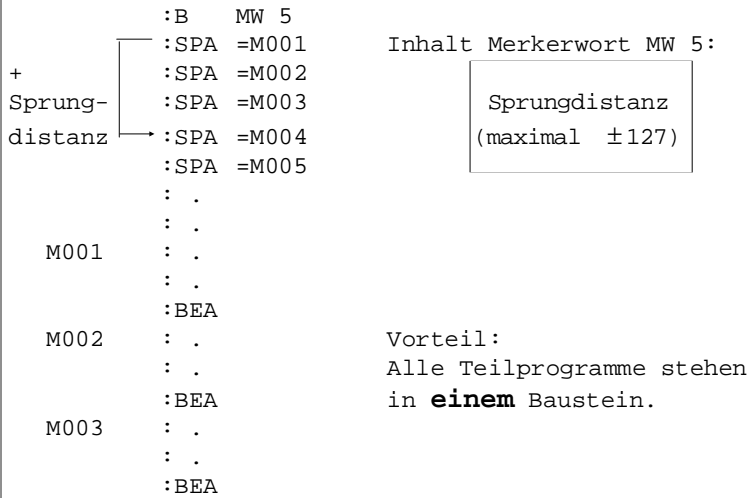 :B MW 5
:SPA =M001 Inhalt Merkerwort MW 5:
+ :SPA =M002
Sprung- :SPA =M003 Sprungdistanz
distanz :SPA =M004 (maximal ±127)
:SPA =M005
: .
: .
M001 : .
: .
:BEA
M002 : . Vorteil:
: . Alle Teilprogramme stehen
:BEA in einem Baustein.
M003 : .
: .
:BEA